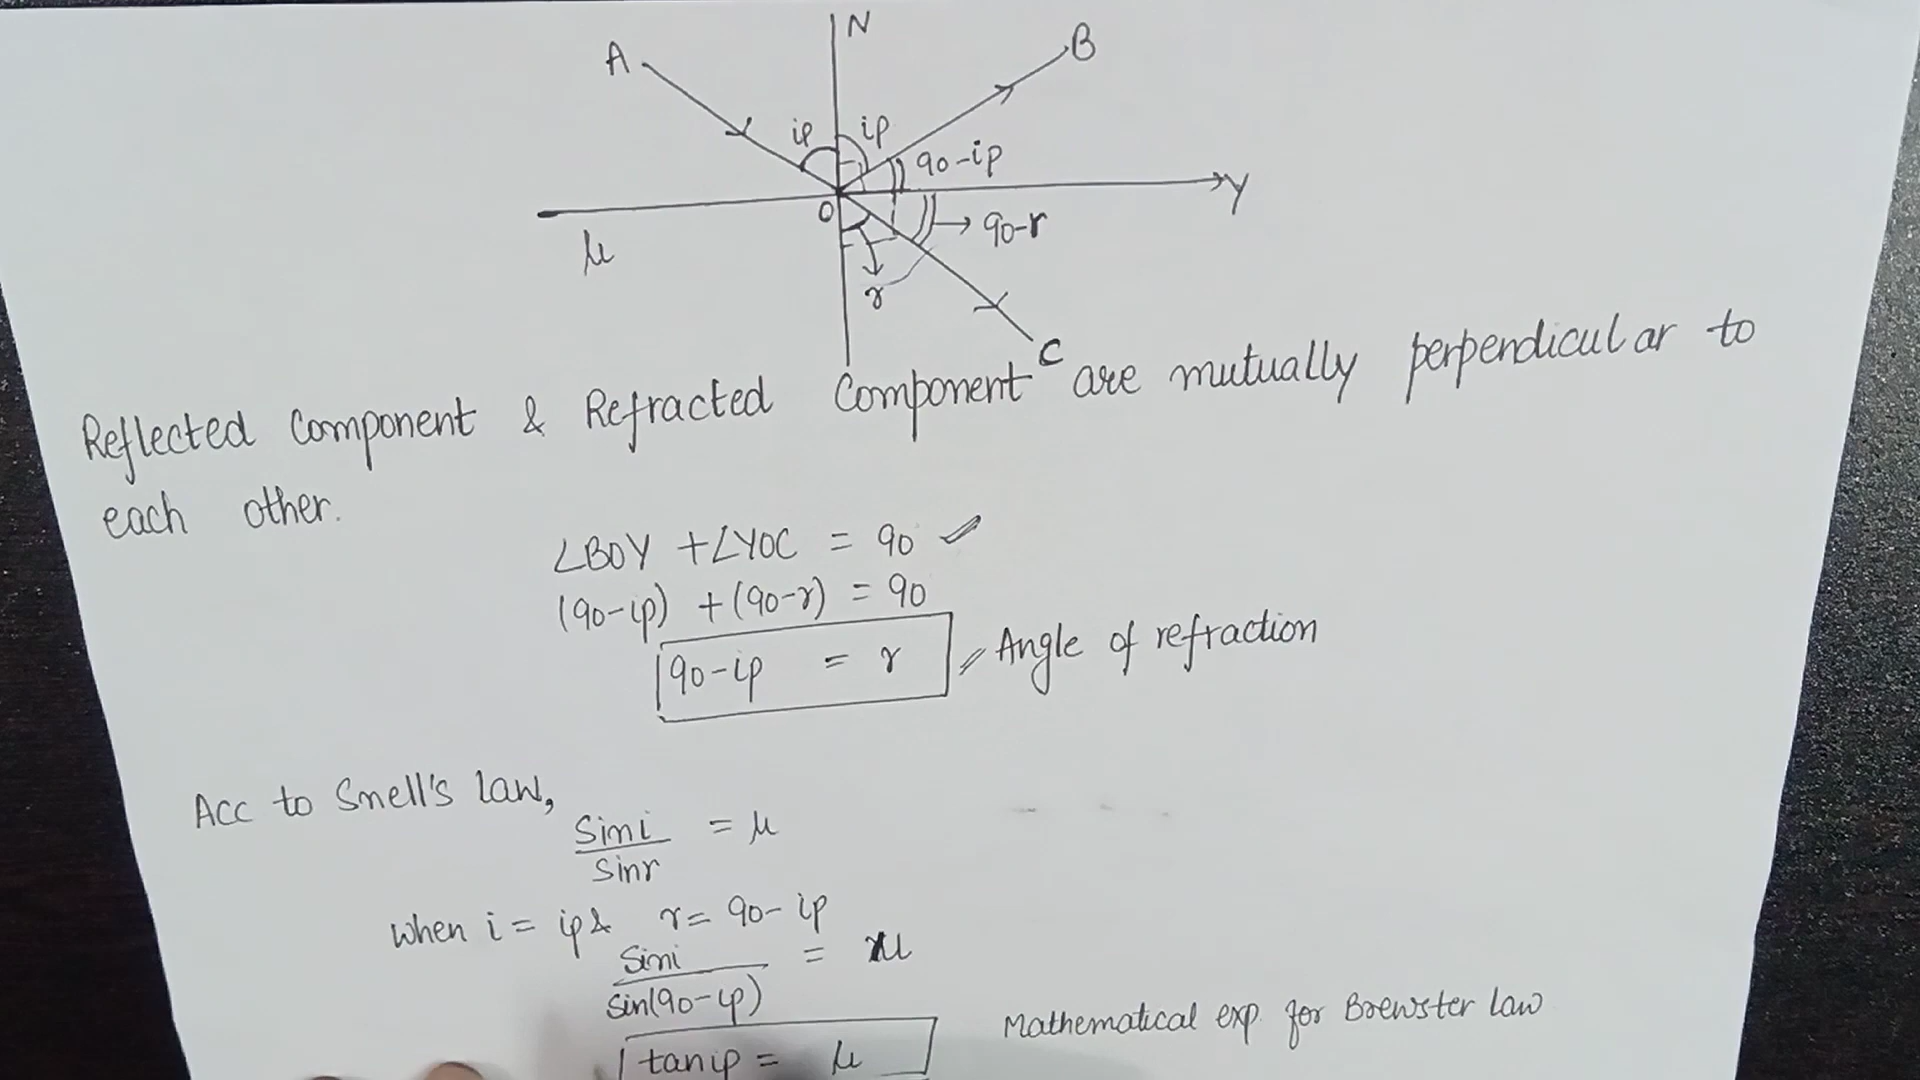 N
A
B
ip
ip
90-ip
Y
O
90-r
μ
r
C
Reflected Component & Refracted Component are mutually perpendicular to
each other.
∠BOY + ∠YOC = 90
(90-ip) + (90-r) = 90
90-ip = r Angle of refraction
Acc to Snell's law,
Sini/Sinr = μ
when i = ip & r = 90-ip
Sini/sin(90-ip) = μ
tanip = μ Mathematical exp. for Brewster law